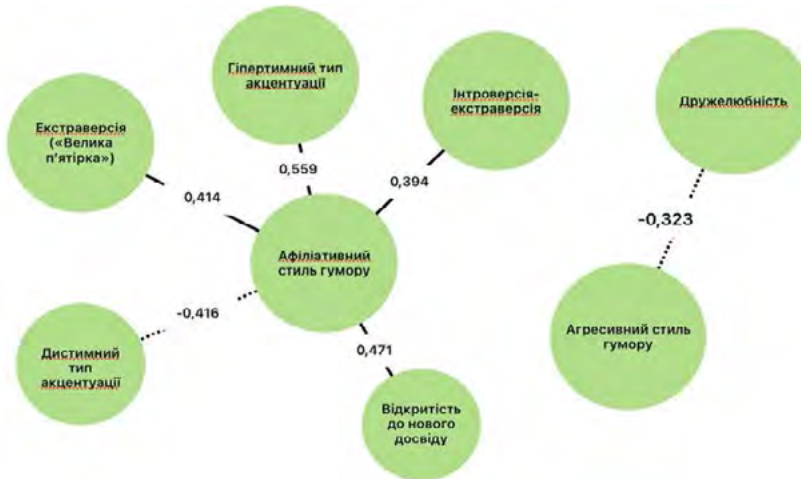 Гіпертимний тип
акцентуації
Інтроверсія-
екстраверсія
Дружелюбність
Екстраверсія
(«Велика
п'ятірка»)
0,559
0,394
0,414
-0,323
Афіліативний
стиль гумору
-0,416
Агресивний стиль
гумору
0,471
Дистимний
тип
акцентуації
Відкритість
до нового
досвіду